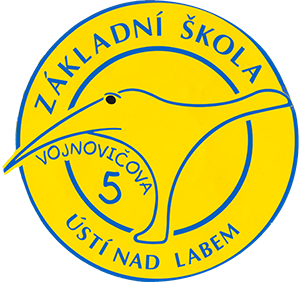 ZÁKLADNÍ ŠKOLA
VOJNOVIČOVA
5
ÚSTÍ NAD LABEM